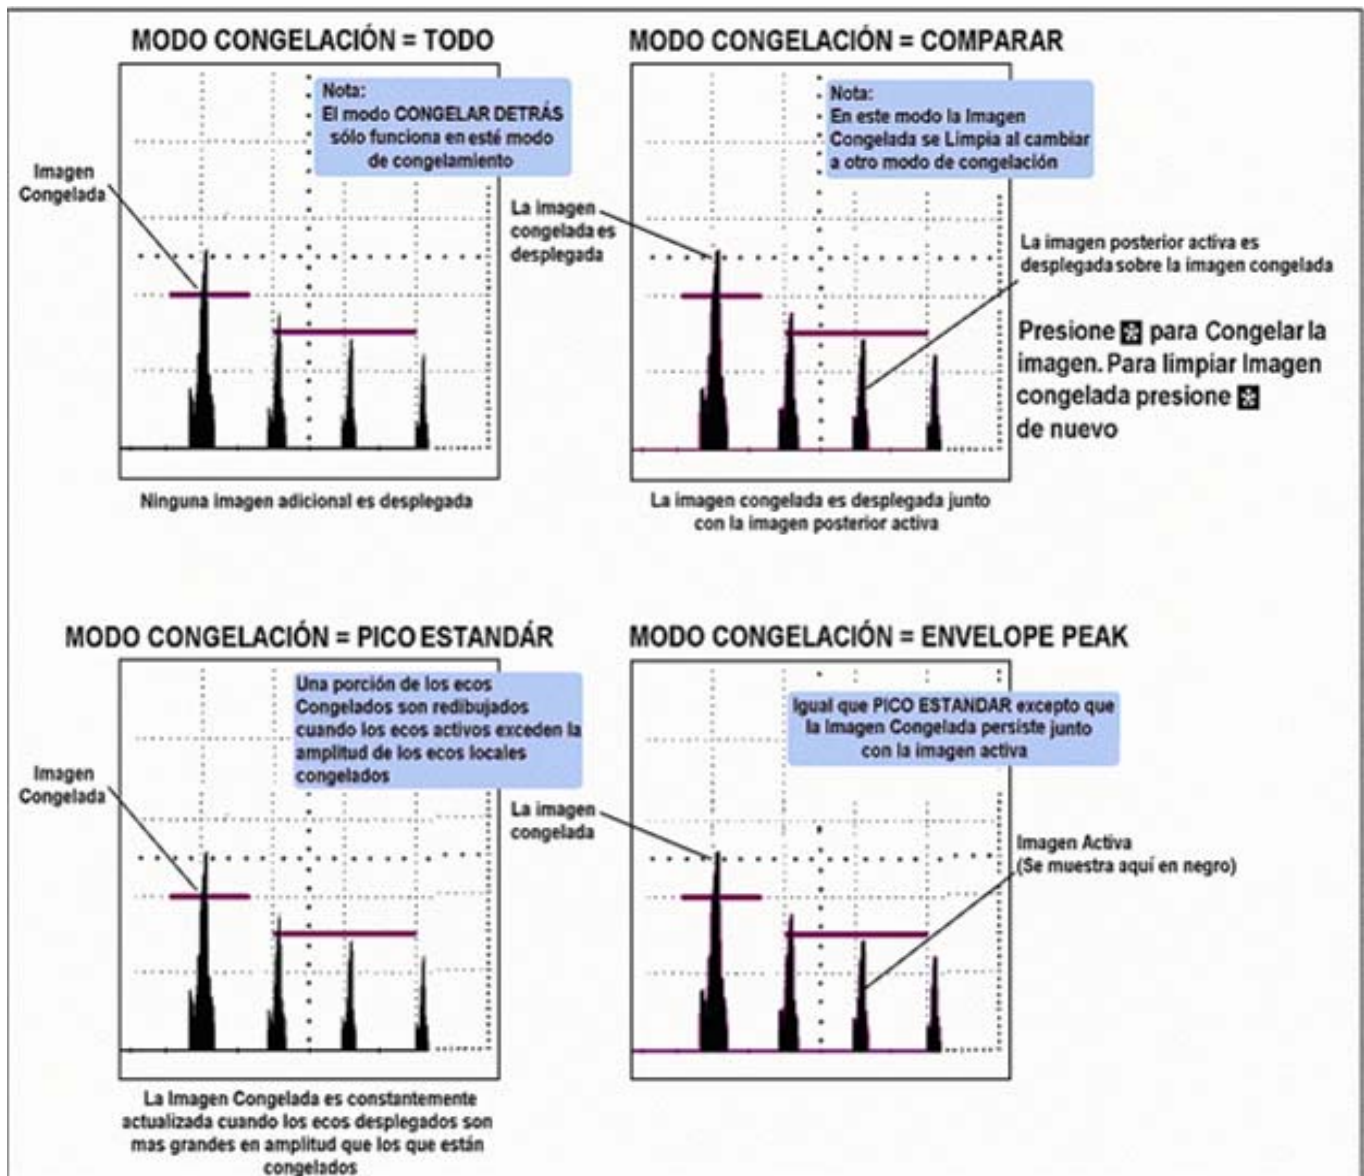 MODO CONGELACIÓN = TODO
Nota:
El modo CONGELAR DETRÁS
sólo funciona en esté modo
de congelamiento
Imagen
Congelada
Ninguna imagen adicional es desplegada
MODO CONGELACIÓN = COMPARAR
Nota:
En este modo la Imagen
Congelada se Limpia al cambiar
a otro modo de congelación
La imagen
congelada es
desplegada
La imagen posterior activa es
desplegada sobre la imagen congelada
Presione para Congelar la
imagen. Para limpiar Imagen
congelada presione
de nuevo
La imagen congelada es desplegada junto
con la imagen posterior activa
MODO CONGELACIÓN = PICO ESTANDÁR
Una porción de los ecos
Congelados son redibujados
cuando los ecos activos exceden la
amplitud de los ecos locales
congelados
Imagen
Congelada
La Imagen Congelada es constantemente
actualizada cuando los ecos desplegados son
mas grandes en amplitud que los que están
congelados
MODO CONGELACIÓN = ENVELOPE PEAK
Igual que PICO ESTANDAR excepto que
la Imagen Congelada persiste junto
con la imagen activa
La imagen
congelada
Imagen Activa
(Se muestra aquí en negro)